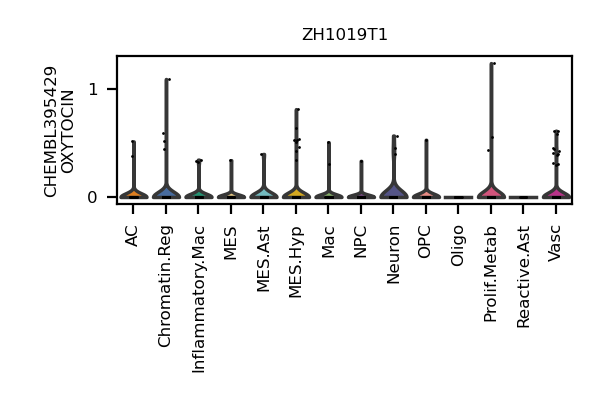 ZH1019T1
CHEMBL395429
OXYTOCIN
1
0
AC
Chromatin.Reg
Inflammatory.Mac
MES
MES.Ast
MES.Hyp
Mac
NPC
Neuron
OPC
Oligo
Prolif.Metab
Reactive.Ast
Vasc